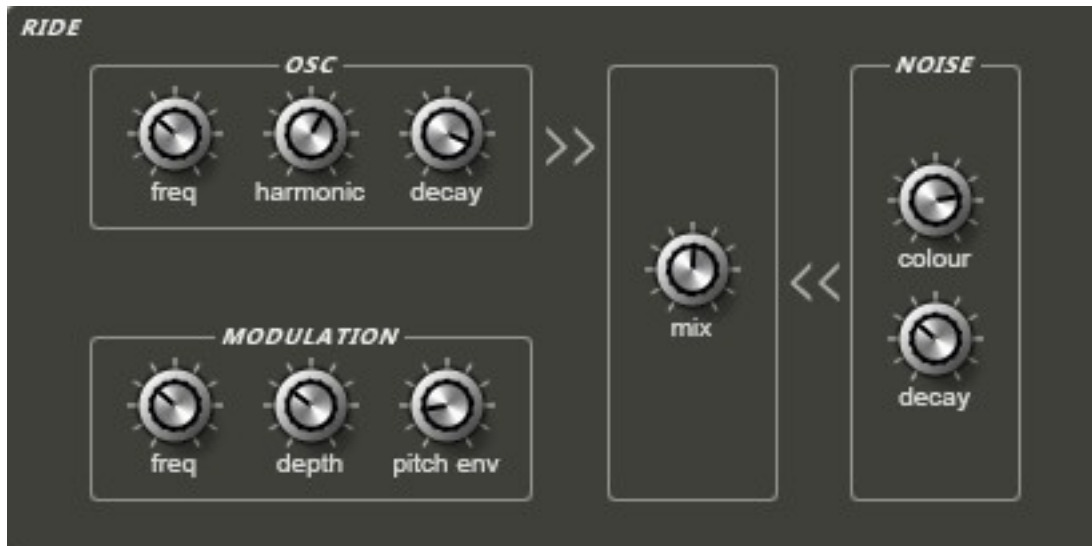 RIDE
OSC
NOISE
freq harmonic decay
colour
mix
decay
MODULATION
freq depth pitch env